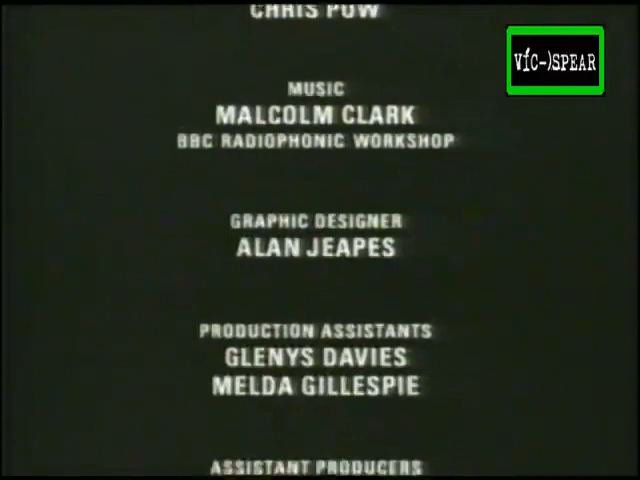 CHRIS POW
VfC-)SPEAR
MUSIC
MALCOLM CLARK
BBC RADIOPHONIC WORKSHOP
GRAPHIC DESIGNER
ALAN JEAPES
PRODUCTION ASSISTANTS
GLENYS DAVIES
MELDA GILLESPIE
ASSISTANT PRODUCERS